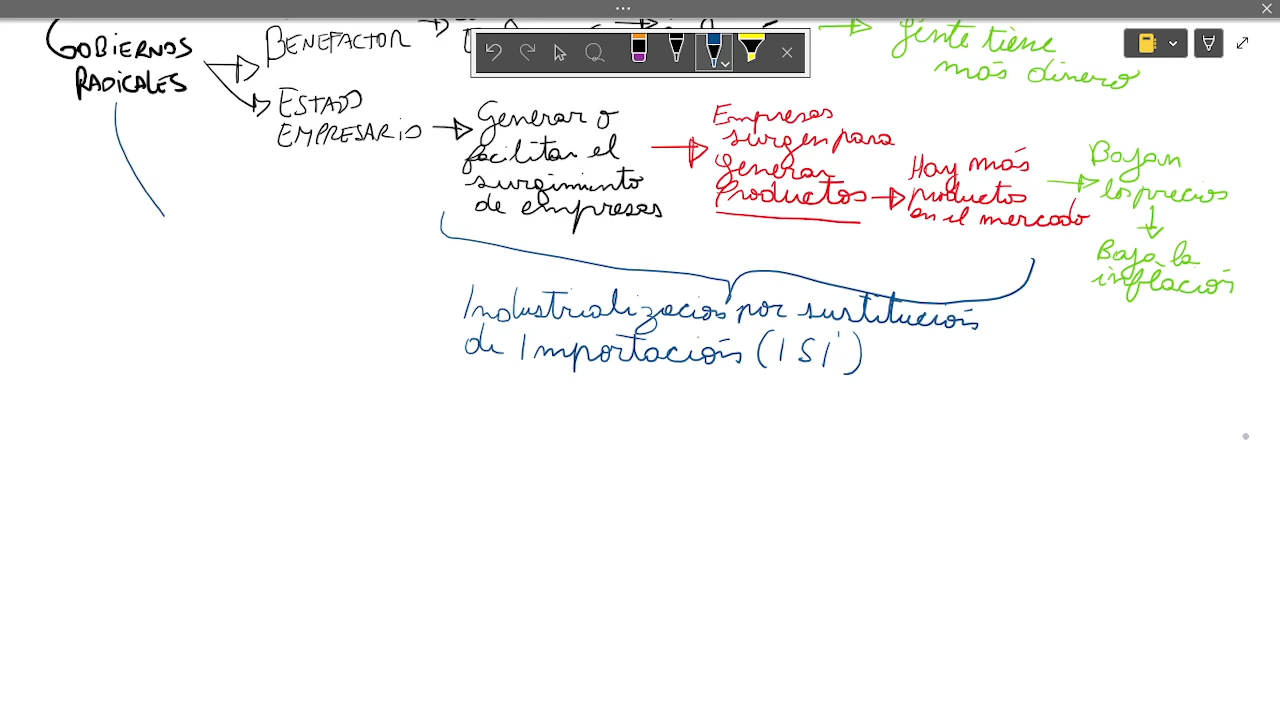 GOBIERNOS
RADICALES
BENEFACTOR
Gente tiene
más dinero
ESTADO
EMPRESARIO
Generar o
facilitar el
surgimiento
de empresas
Empresas
surgen para
generar
Productos
Hay más
productos
en el mercado
Bajan
los precios
Baja la
inflación
Industrialización por sustitución
de Importación (ISI)